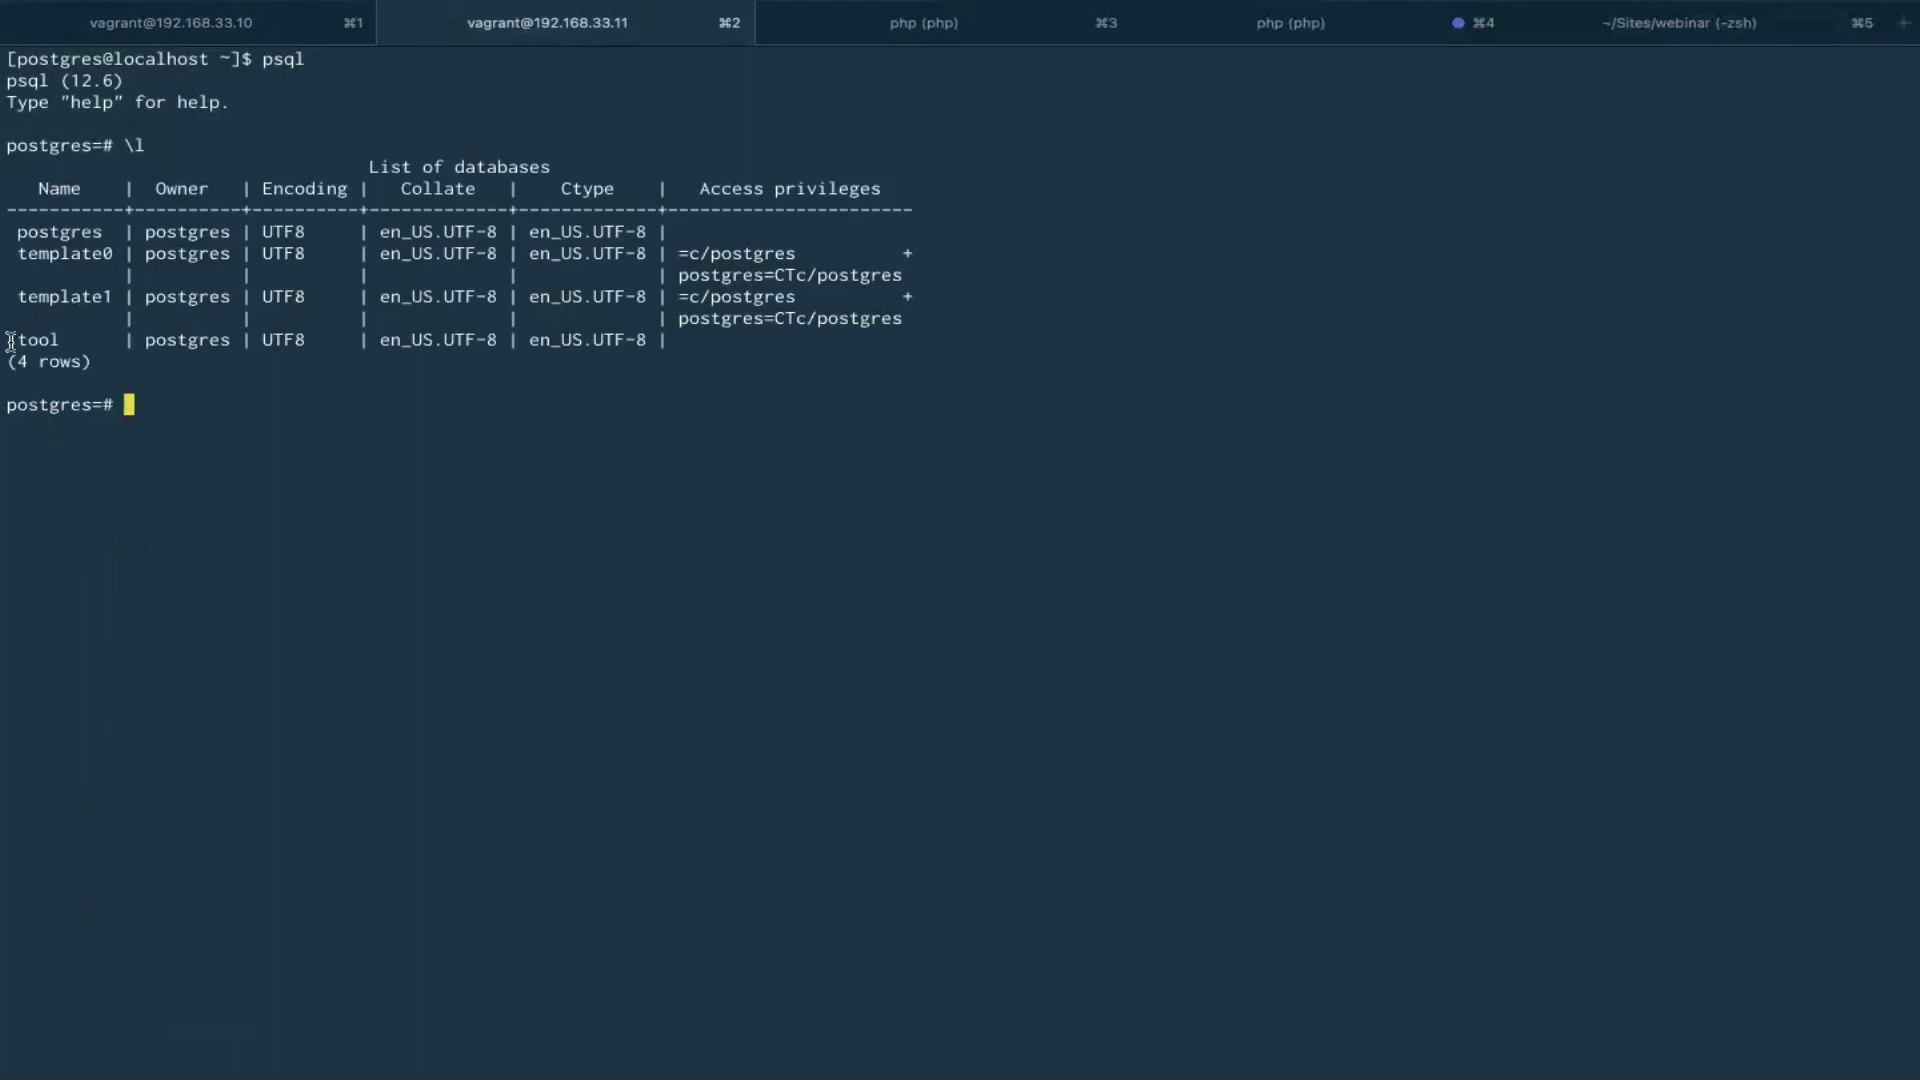 vagrant@192.168.33.10 ⌘1 vagrant@192.168.33.11 ⌘2 php (php) ⌘3 php (php) ⌘4 ~/Sites/webinar (-zsh) ⌘5 +
[postgres@localhost ~]$ psql
psql (12.6)
Type "help" for help.
postgres=# \l
List of databases
Name | Owner | Encoding | Collate | Ctype | Access privileges
-----------+----------+----------+-------------+-------------+-----------------------
postgres | postgres | UTF8 | en_US.UTF-8 | en_US.UTF-8 |
template0 | postgres | UTF8 | en_US.UTF-8 | en_US.UTF-8 | =c/postgres +
| | | | | postgres=CTc/postgres
template1 | postgres | UTF8 | en_US.UTF-8 | en_US.UTF-8 | =c/postgres +
| | | | | postgres=CTc/postgres
tool | postgres | UTF8 | en_US.UTF-8 | en_US.UTF-8 |
(4 rows)
postgres=#